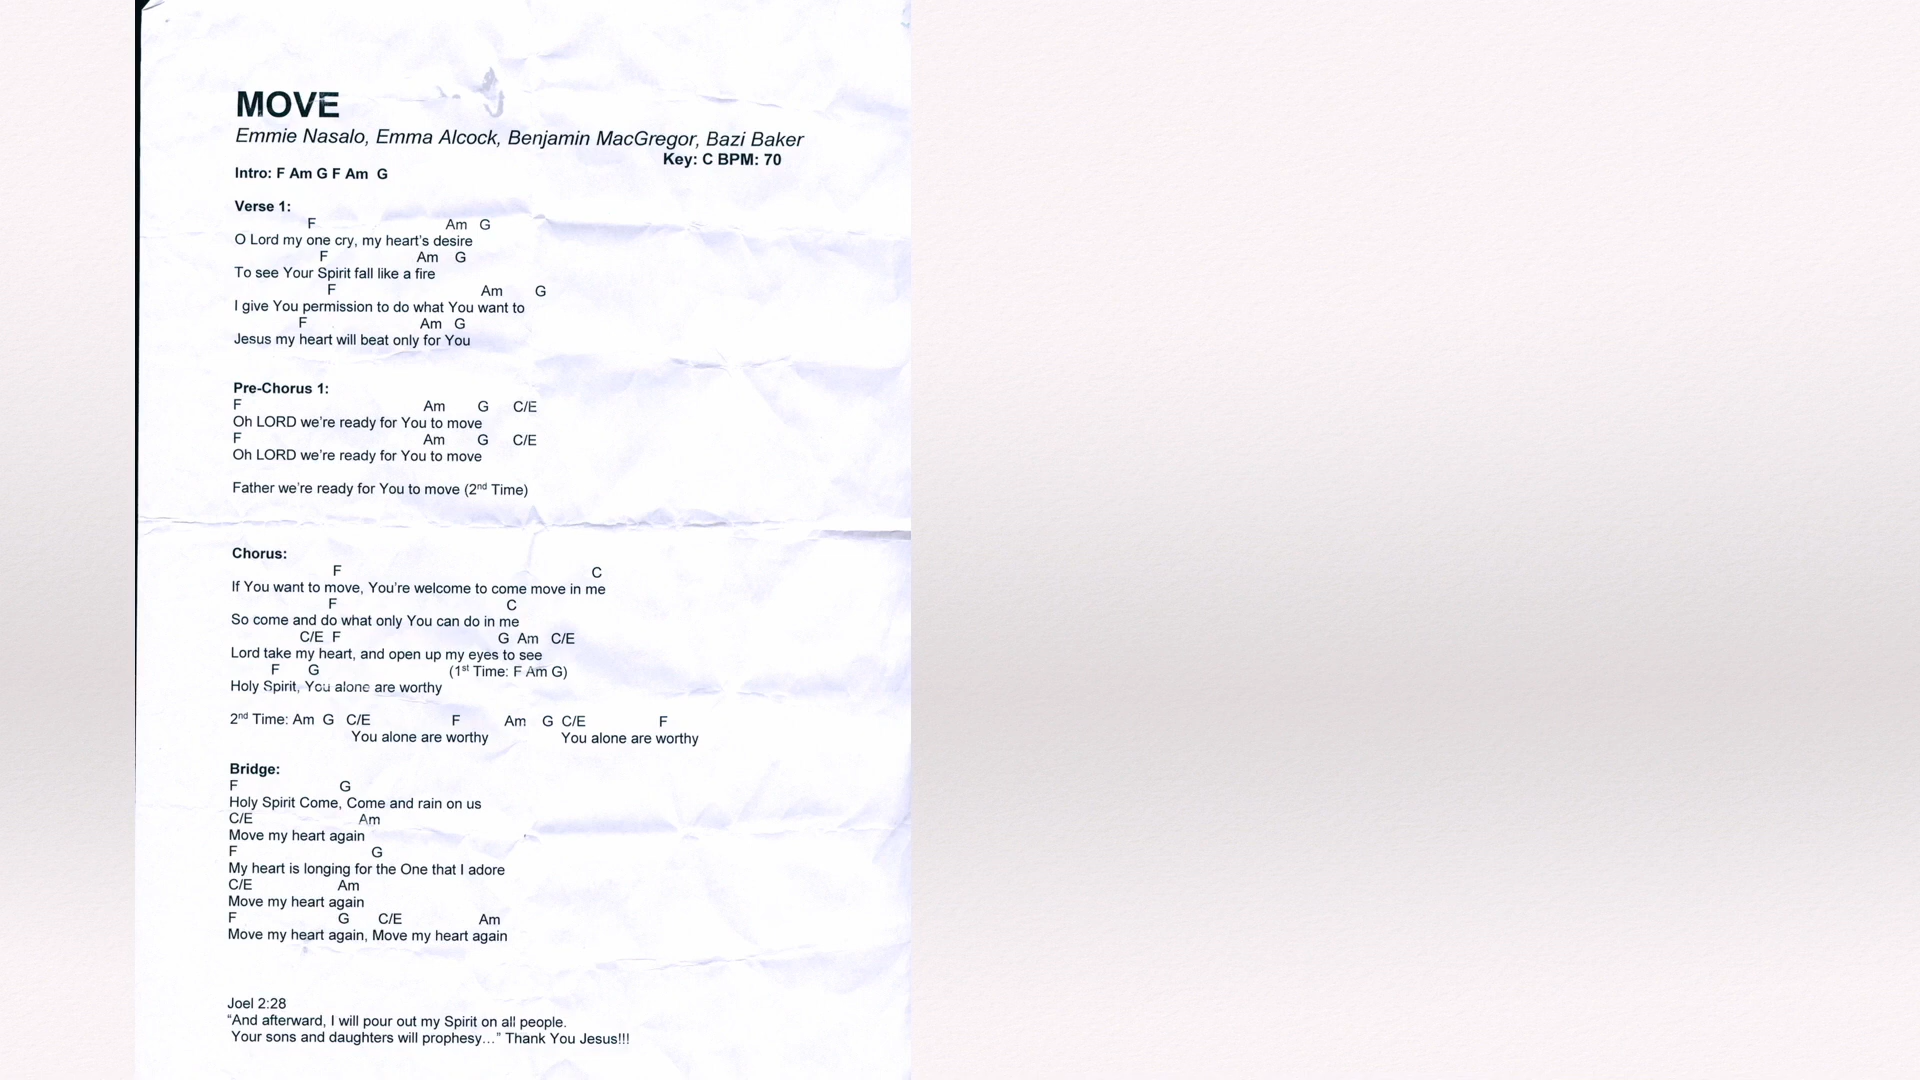 MOVE
Emmie Nasalo, Emma Alcock, Benjamin MacGregor, Bazi Baker
Key: C BPM: 70
Intro: F Am G F Am  G
Verse 1:
F Am G
O Lord my one cry, my heart's desire
F Am G
To see Your Spirit fall like a fire
F Am G
I give You permission to do what You want to
F Am G
Jesus my heart will beat only for You
Pre-Chorus 1:
F Am G C/E
Oh LORD we're ready for You to move
F Am G C/E
Oh LORD we're ready for You to move
Father we're ready for You to move (2nd Time)
Chorus:
F C
If You want to move, You're welcome to come move in me
F C
So come and do what only You can do in me
C/E F G Am C/E
Lord take my heart, and open up my eyes to see
F G (1st Time: F Am G)
Holy Spirit, You alone are worthy
2nd Time: Am G C/E F Am G C/E F
You alone are worthy You alone are worthy
Bridge:
F G
Holy Spirit Come, Come and rain on us
C/E Am
Move my heart again
F G
My heart is longing for the One that I adore
C/E Am
Move my heart again
F G C/E Am
Move my heart again, Move my heart again
Joel 2:28
“And afterward, I will pour out my Spirit on all people.
Your sons and daughters will prophesy…” Thank You Jesus!!!